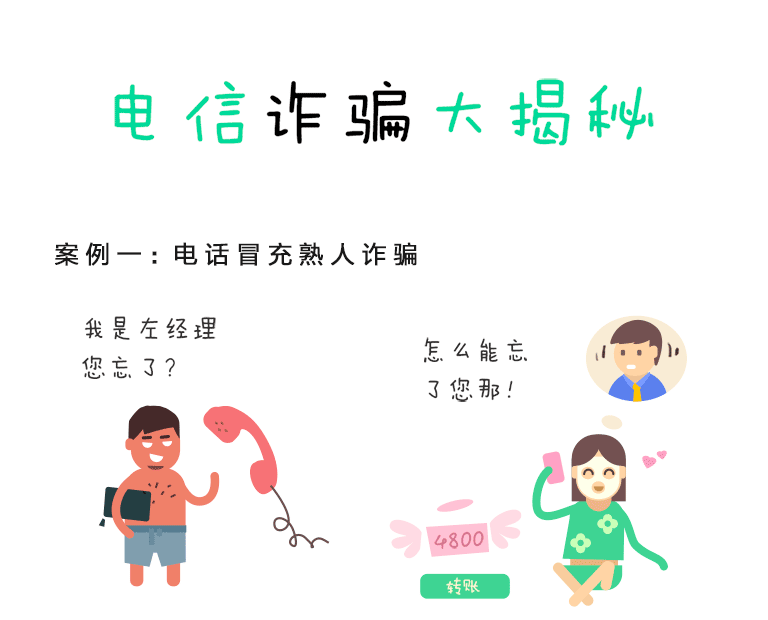 电信诈骗大揭秘
案例一：电话冒充熟人诈骗
我是左经理
您忘了?
怎么能忘
了您那!
4800
转账